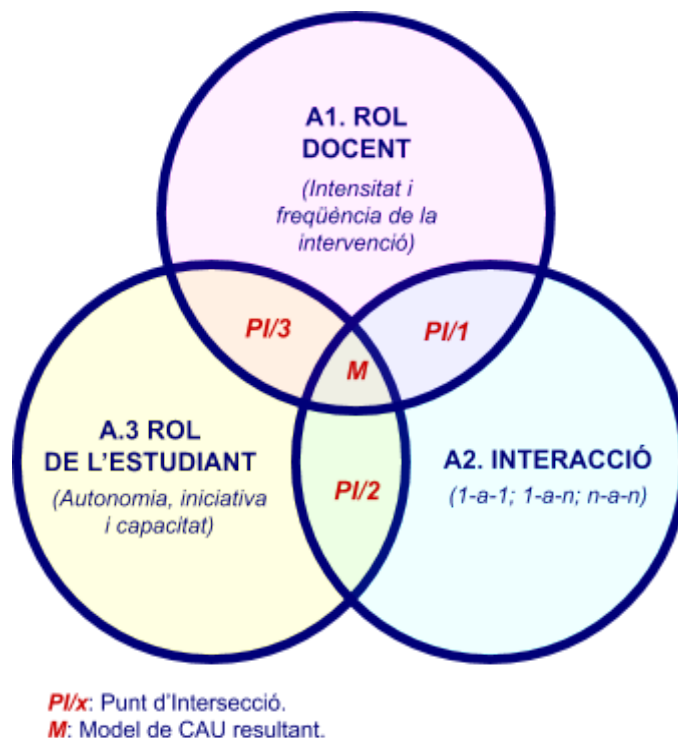 A1. ROL
DOCENT
(Intensitat i
freqüència de la
intervenció)
PI/3
PI/1
M
A.3 ROL
DE L'ESTUDIANT
(Autonomia, iniciativa
i capacitat)
A2. INTERACCIÓ
(1-a-1; 1-a-n; n-a-n)
PI/2
PI/x: Punt d'Intersecció.
M: Model de CAU resultant.